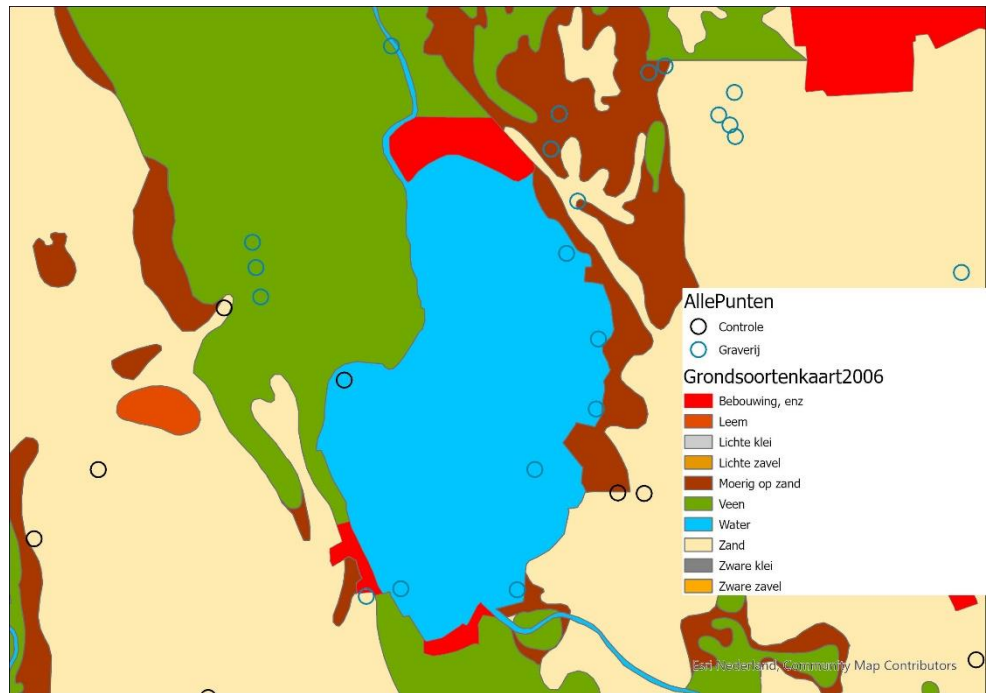 AllePunten
Controle
Graverij
Grondsoortenkaart2006
Bebouwing, enz
Leem
Lichte klei
Lichte zavel
Moerig op zand
Veen
Water
Zand
Zware klei
Zware zavel
Esri Nederland, Community Map Contributors